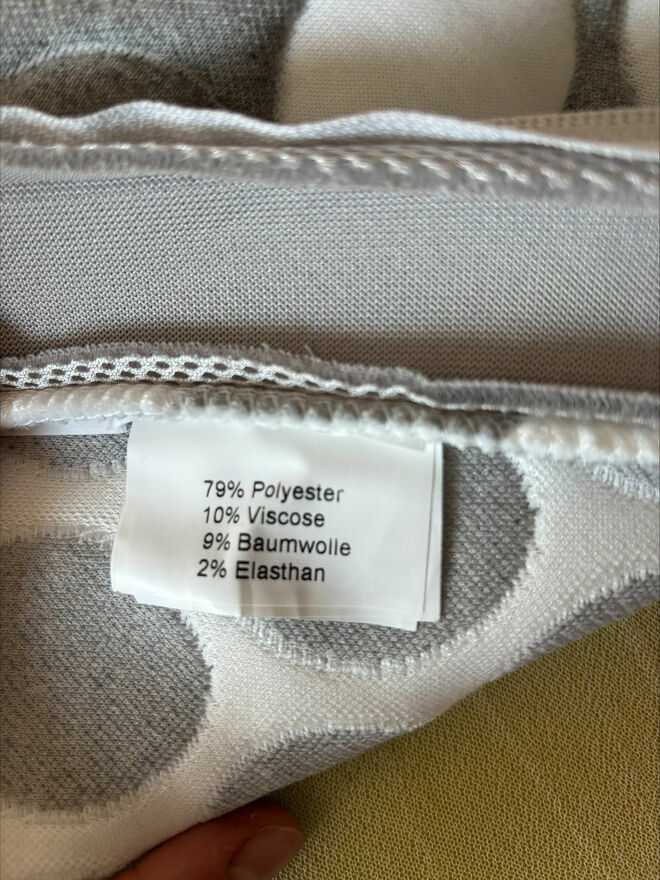 79% Polyester
10% Viscose
9% Baumwolle
2% Elasthan